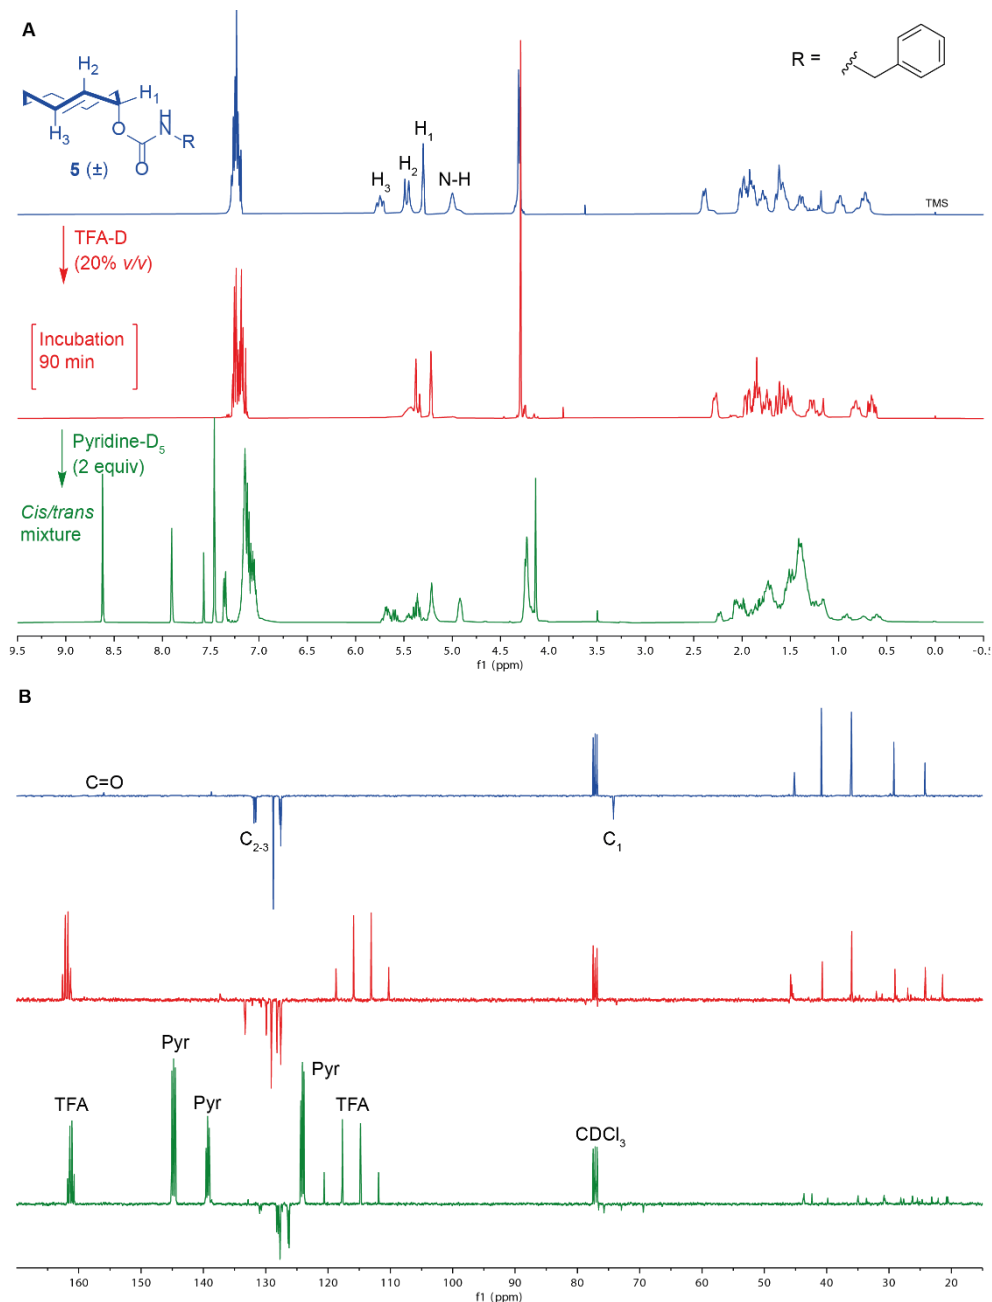 A
H2
H1
O
H
N
R
O
H3
5 (±)
R =
H3
H2
H1
N-H
TMS
TFA-D
(20% v/v)
Incubation
90 min
Pyridine-D5
(2 equiv)
Cis/trans
mixture
9.5 9.0 8.5 8.0 7.5 7.0 6.5 6.0 5.5 5.0 4.5 4.0 3.5 3.0 2.5 2.0 1.5 1.0 0.5 0.0 -0.5
f1 (ppm)
B
C=O
C2-3
C1
Pyr
Pyr
Pyr
TFA
TFA
CDCl3
160 150 140 130 120 110 100 90 80 70 60 50 40 30 20
f1 (ppm)